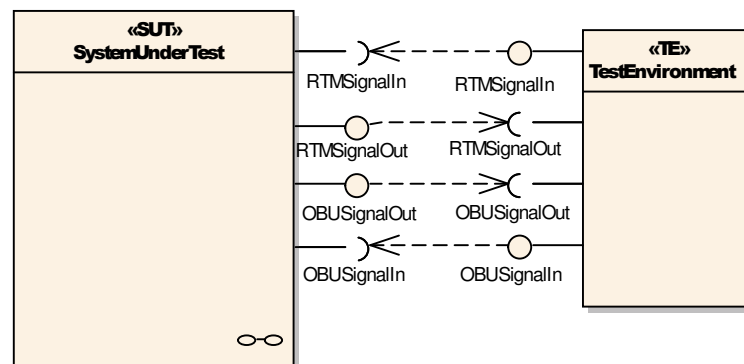 «SUT»
SystemUnderTest
«TE»
TestEnvironment
RTMSignalIn
RTMSignalIn
RTMSignalOut
RTMSignalOut
OBUSignalOut
OBUSignalOut
OBUSignalIn
OBUSignalIn